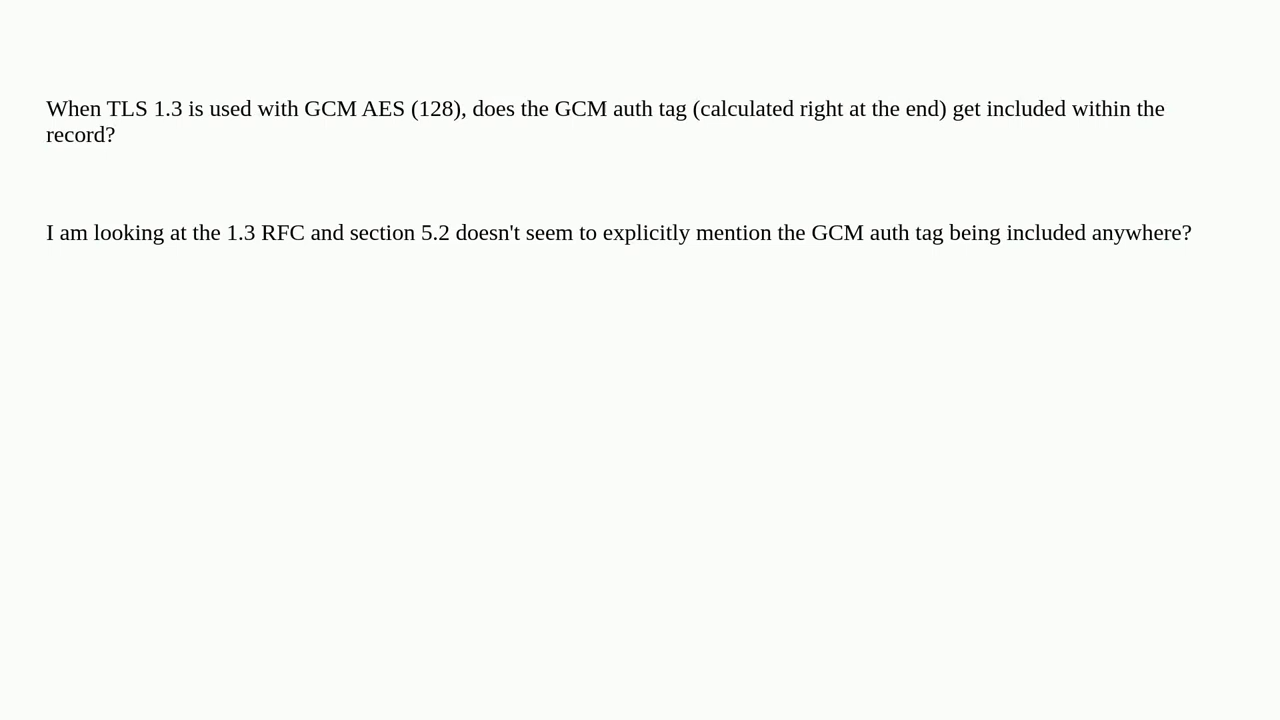 When TLS 1.3 is used with GCM AES (128), does the GCM auth tag (calculated right at the end) get included within the
record?
I am looking at the 1.3 RFC and section 5.2 doesn't seem to explicitly mention the GCM auth tag being included anywhere?